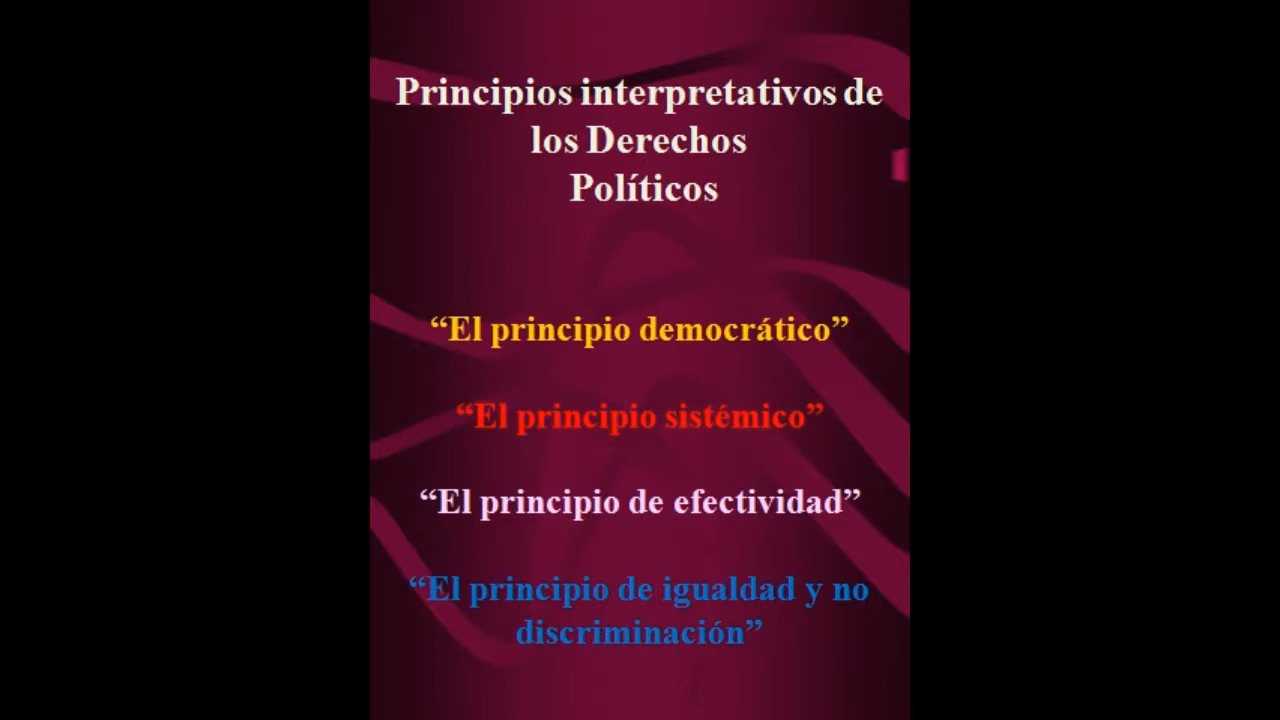 Principios interpretativos de
los Derechos
Políticos
“El principio democrático”
“El principio sistémico”
“El principio de efectividad”
“El principio de igualdad y no
discriminación”